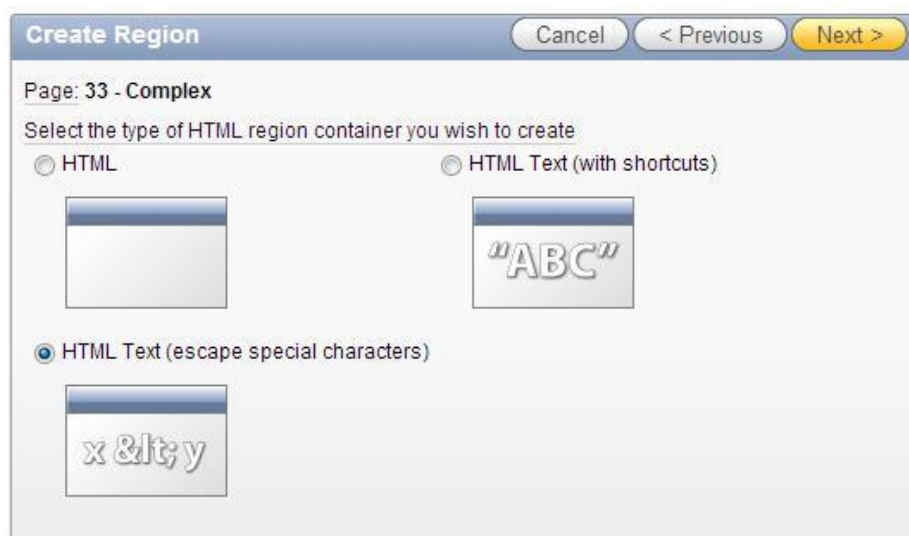 Create Region
Cancel
< Previous
Next >
Page: 33 - Complex
Select the type of HTML region container you wish to create
HTML
HTML Text (with shortcuts)
"ABC"
HTML Text (escape special characters)
x &lt; y